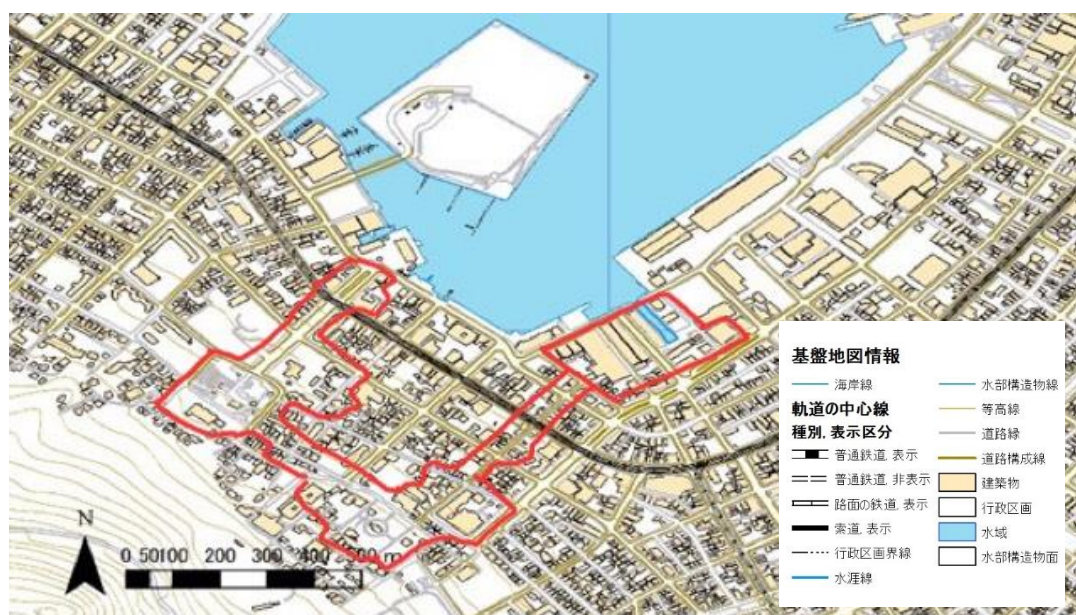 基盤地図情報
海岸線
軌道の中心線
種別, 表示区分
普通鉄道, 表示
普通鉄道, 非表示
路面の鉄道, 表示
索道, 表示
行政区画界線
水涯線
水部構造物線
等高線
道路縁
道路構成線
建築物
行政区画
水域
水部構造物面
N
0 50100 200 300 400 500 m